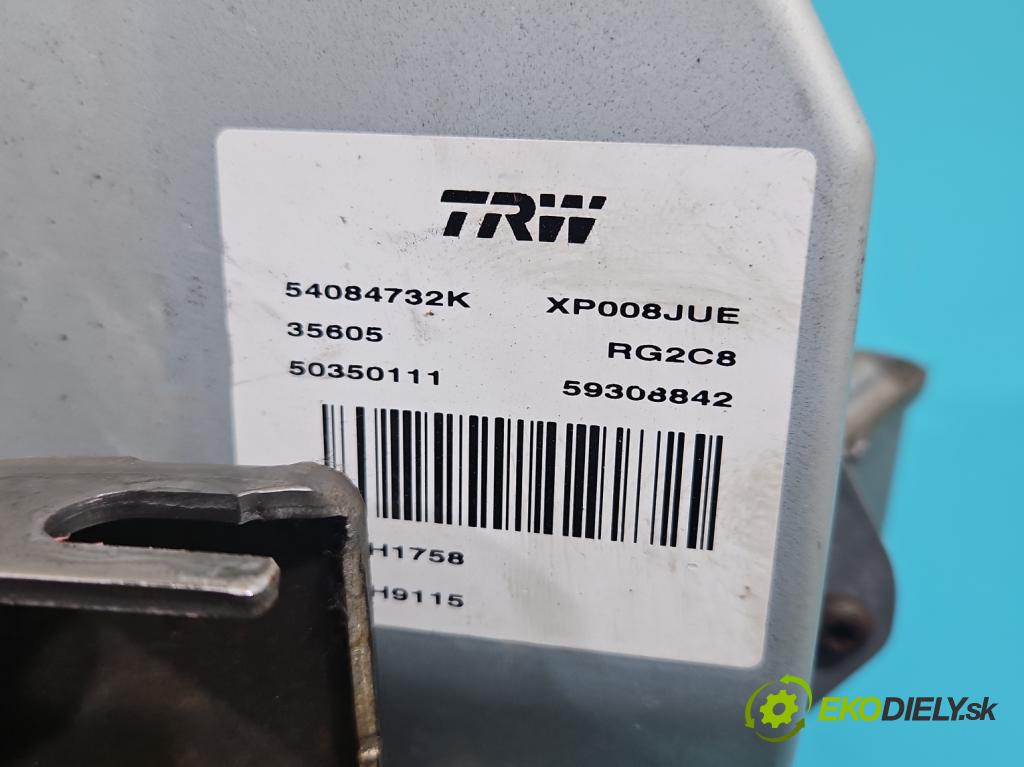 TRW
54084732K XP008JUE
35605 RG2C8
50350111 59308842
H1758
H9115
EKODIELY.sk